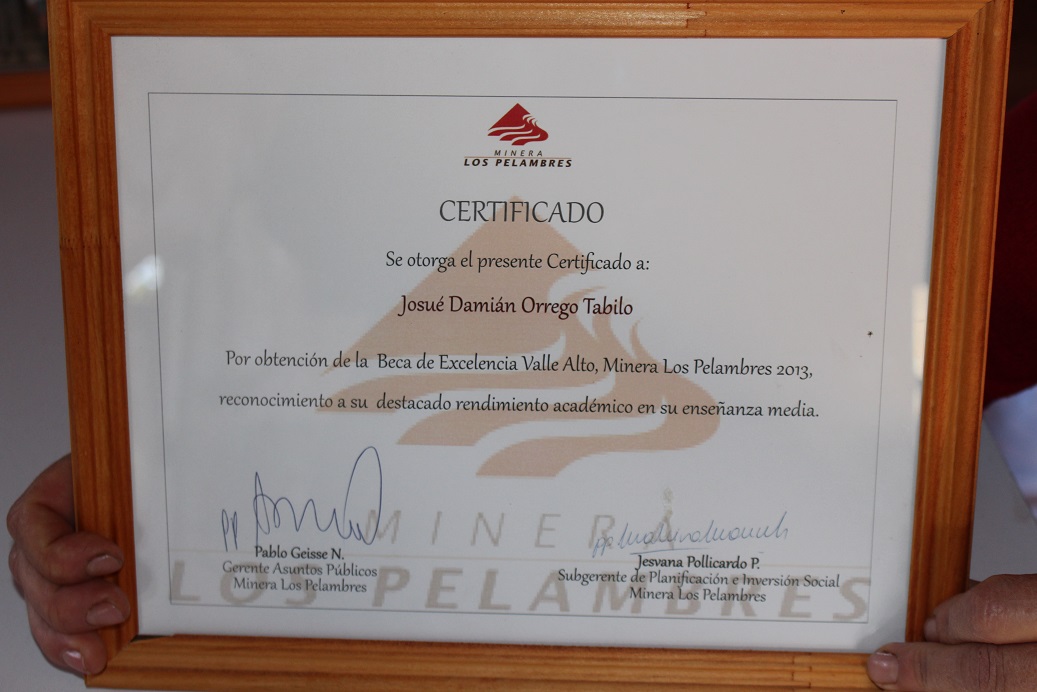 MINERA
LOS PELAMBRES
CERTIFICADO
Se otorga el presente Certificado a:
Josué Damián Orrego Tabilo
Por obtención de la Beca de Excelencia Valle Alto, Minera Los Pelambres 2013,
reconocimiento a su destacado rendimiento académico en su enseñanza media.
MINERA
LOS PELAMBRES
pp
Pablo Geisse N.
Gerente Asuntos Públicos
Minera Los Pelambres
Jesvana Pollicardo P.
Subgerente de Planificación e Inversión Social
Minera Los Pelambres